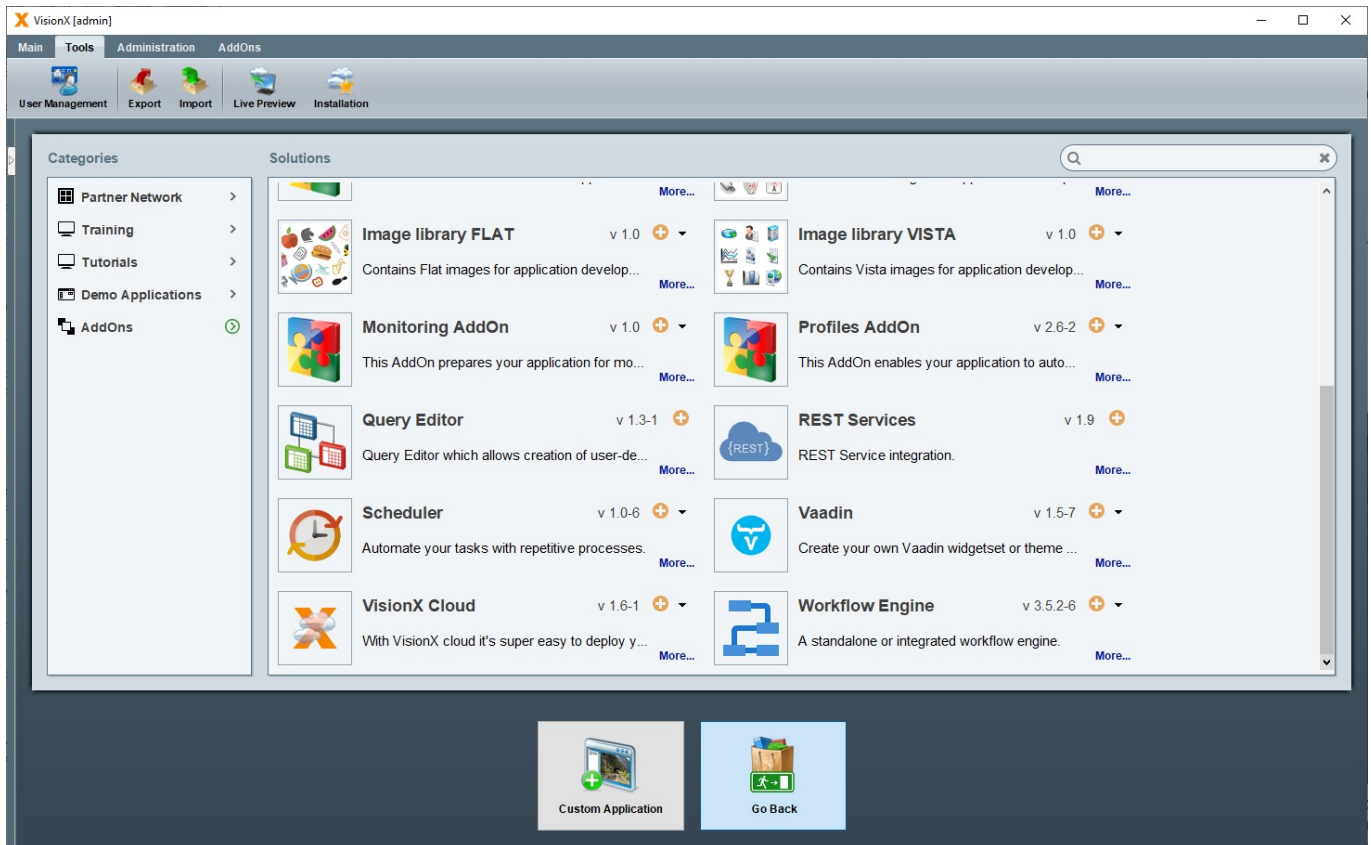 VisionX [admin]
Main Tools Administration AddOns
User Management Export Import Live Preview Installation
Categories
Solutions
Partner Network
Training
Tutorials
Demo Applications
AddOns
More... More...
Image library FLAT v 1.0
Contains Flat images for application develop...
More...
Image library VISTA v 1.0
Contains Vista images for application develop...
More...
Monitoring AddOn v 1.0
This AddOn prepares your application for mo...
More...
Profiles AddOn v 2.6-2
This AddOn enables your application to auto...
More...
Query Editor v 1.3-1
Query Editor which allows creation of user-de...
More...
{REST}
REST Services v 1.9
REST Service integration.
More...
Scheduler v 1.0-6
Automate your tasks with repetitive processes.
More...
Vaadin v 1.5-7
Create your own Vaadin widgetset or theme ...
More...
VisionX Cloud v 1.6-1
With VisionX cloud it's super easy to deploy y...
More...
Workflow Engine v 3.5.2-6
A standalone or integrated workflow engine.
More...
Custom Application
Go Back